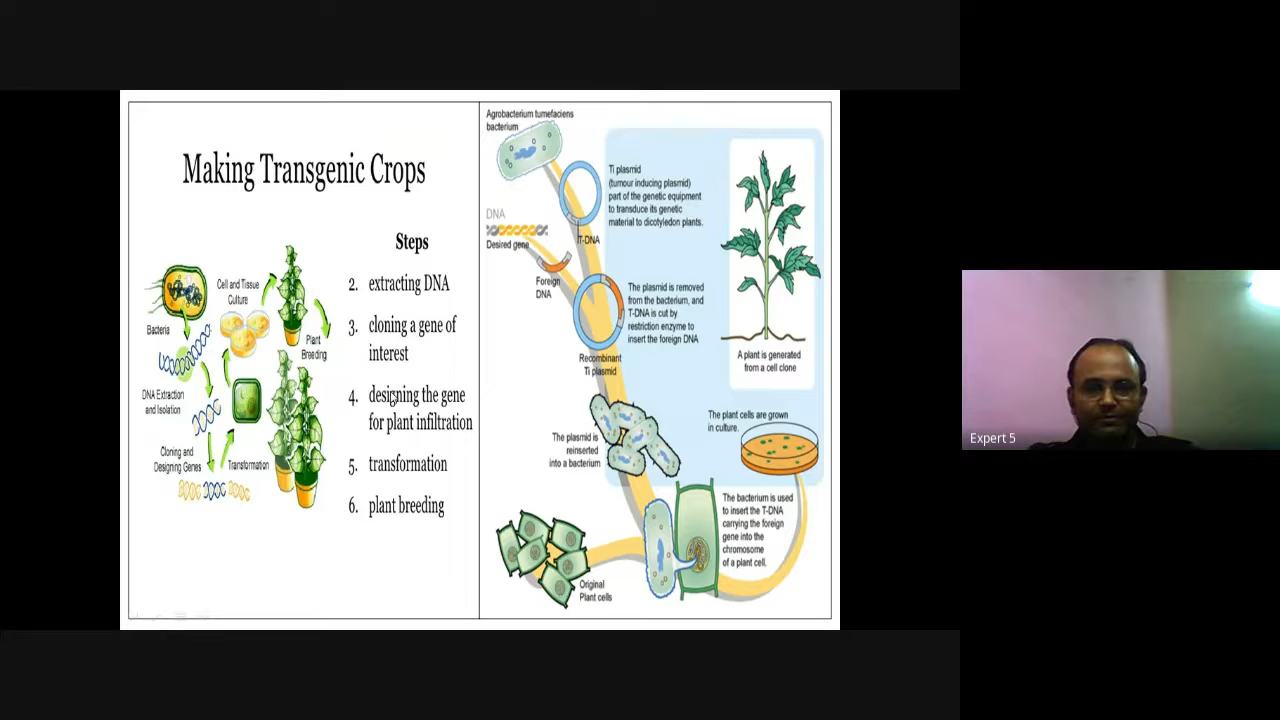 Making Transgenic Crops
Steps
2. extracting DNA
3. cloning a gene of
interest
4. designing the gene
for plant infiltration
5. transformation
6. plant breeding
Bacteria
DNA Extraction
and Isolation
Cloning and
Designing Genes
Transformation
Cell and Tissue
Culture
Plant
Breeding
Agrobacterium tumefaciens
bacterium
Ti plasmid
(tumour inducing plasmid)
part of the genetic equipment
to transduce its genetic
material to dicotyledon plants.
DNA
Desired gene
T-DNA
Foreign
DNA
The plasmid is removed
from the bacterium, and
T-DNA is cut by
restriction enzyme to
insert the foreign DNA
Recombinant
Ti plasmid
A plant is generated
from a cell clone
The plasmid is
reinserted
into a bacterium
The plant cells are grown
in culture.
The bacterium is used
to insert the T-DNA
carrying the foreign
gene into the
chromosome
of a plant cell.
Original
Plant cells
Expert 5